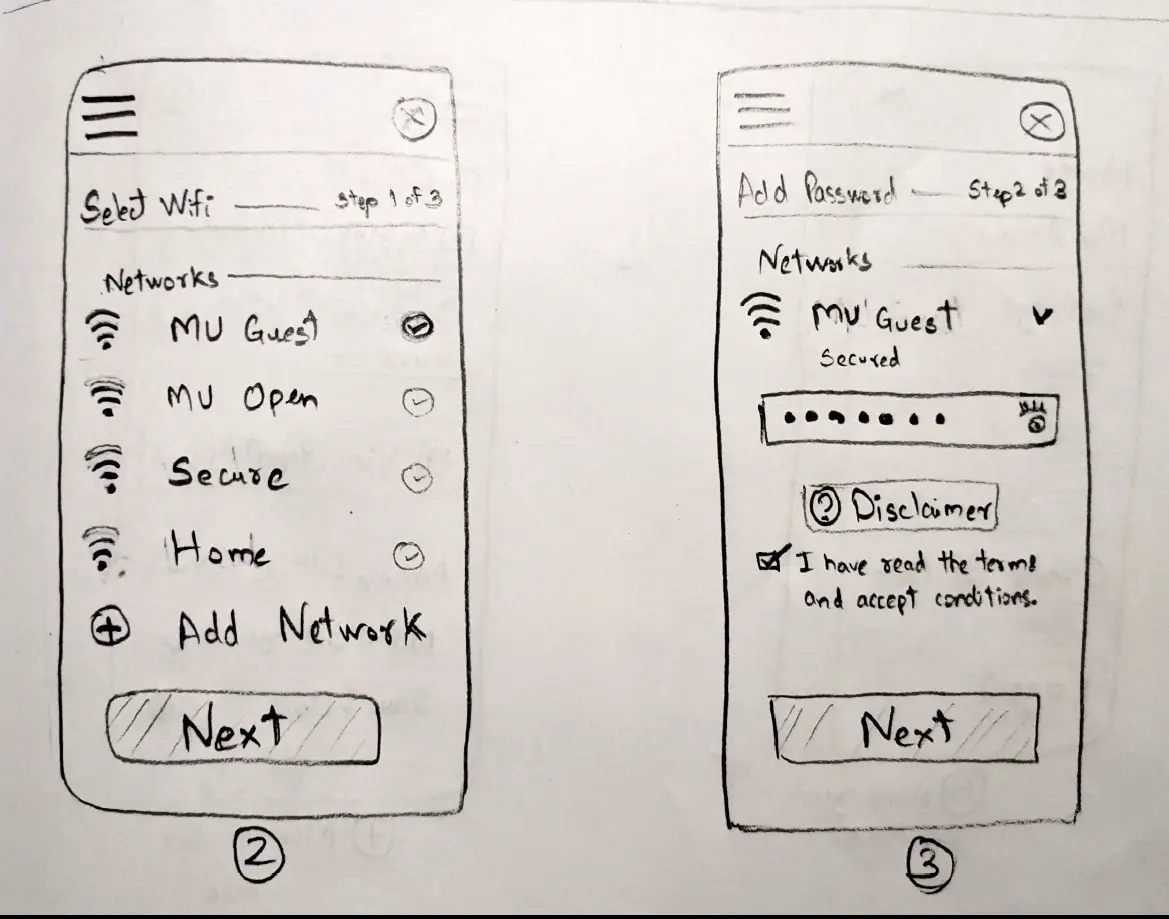 Select Wifi Step 1 of 3
Networks
MU Guest
MU Open
Secure
Home
Add Network
Next
2
Add Password Step 2 of 3
Networks
MU Guest
Secured
? Disclaimer
I have read the terms
and accept conditions.
Next
3